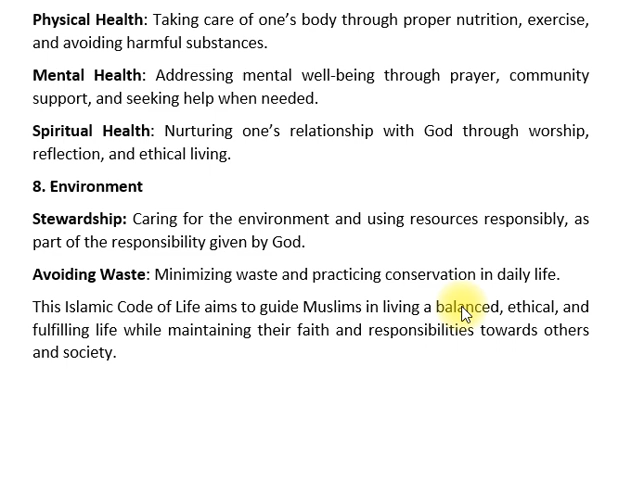 Physical Health: Taking care of one’s body through proper nutrition, exercise,
and avoiding harmful substances.
Mental Health: Addressing mental well-being through prayer, community
support, and seeking help when needed.
Spiritual Health: Nurturing one’s relationship with God through worship,
reflection, and ethical living.
8. Environment
Stewardship: Caring for the environment and using resources responsibly, as
part of the responsibility given by God.
Avoiding Waste: Minimizing waste and practicing conservation in daily life.
This Islamic Code of Life aims to guide Muslims in living a balanced, ethical, and
fulfilling life while maintaining their faith and responsibilities towards others
and society.